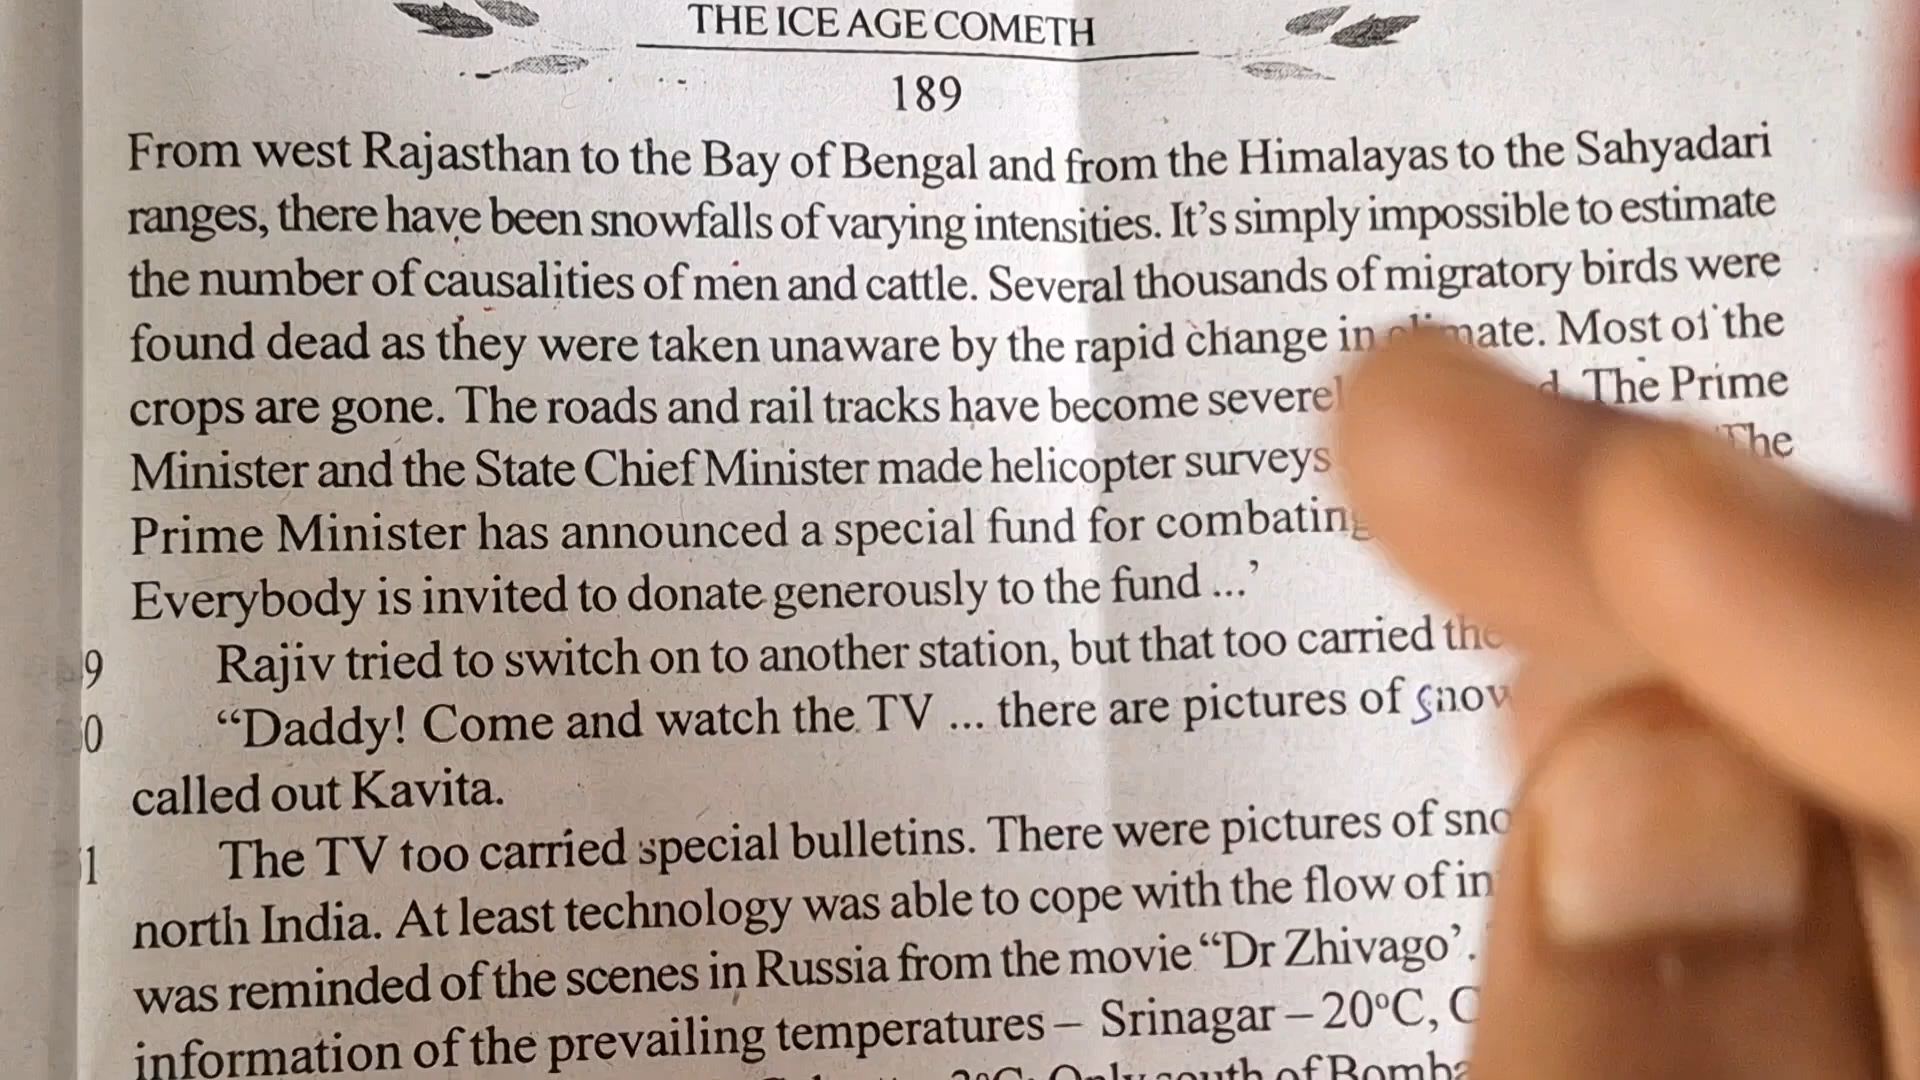 THE ICE AGE COMETH
189
From west Rajasthan to the Bay of Bengal and from the Himalayas to the Sahyadari
ranges, there have been snowfalls of varying intensities. It's simply impossible to estimate
the number of causalities of men and cattle. Several thousands of migratory birds were
found dead as they were taken unaware by the rapid change in climate. Most of the
crops are gone. The roads and rail tracks have become The Prime
Minister and the State Chief Minister made helicopter surveys The
Prime Minister has announced a special fund for combating
Everybody is invited to donate generously to the fund ...’
9 Rajiv tried to switch on to another station, but that too carried
0 “Daddy! Come and watch the TV ... there are pictures of
called out Kavita.
1 The TV too carried special bulletins. There were pictures of
north India. At least technology was able to cope with the flow of
was reminded of the scenes in Russia from the movie “Dr Zhivago’.
information of the prevailing temperatures – Srinagar – 20°C,
Only south of